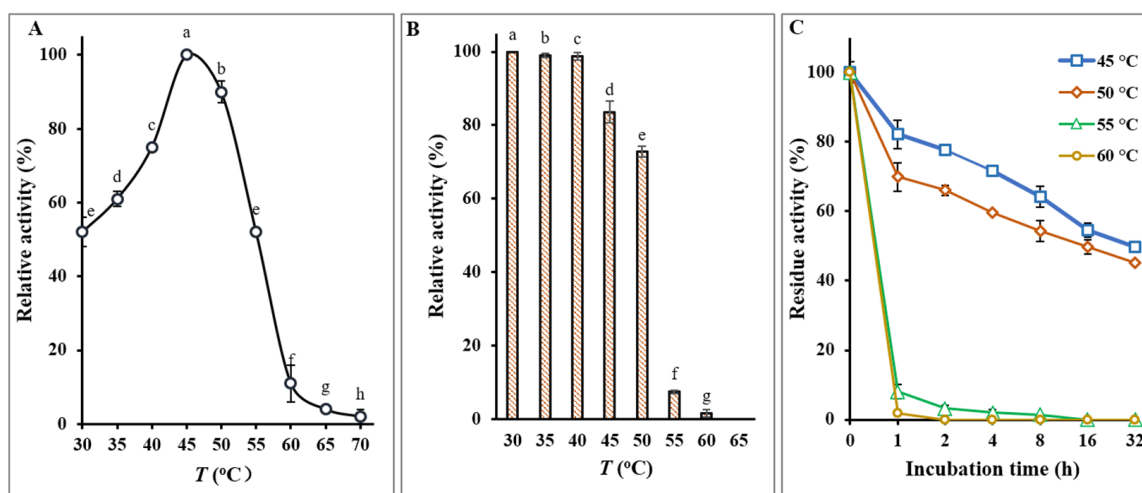 A
Relative activity (%)
120
100
80
60
40
20
0
a
b
c
d
e
e
f
g
h
30 35 40 45 50 55 60 65 70
T (°C)
B
Relative activity (%)
100
80
60
40
20
0
a b c
d
e
f
g
30 35 40 45 50 55 60 65
T (°C)
C
Residue activity (%)
100
80
60
40
20
0
45 °C
50 °C
55 °C
60 °C
0 1 2 4 8 16 32
Incubation time (h)